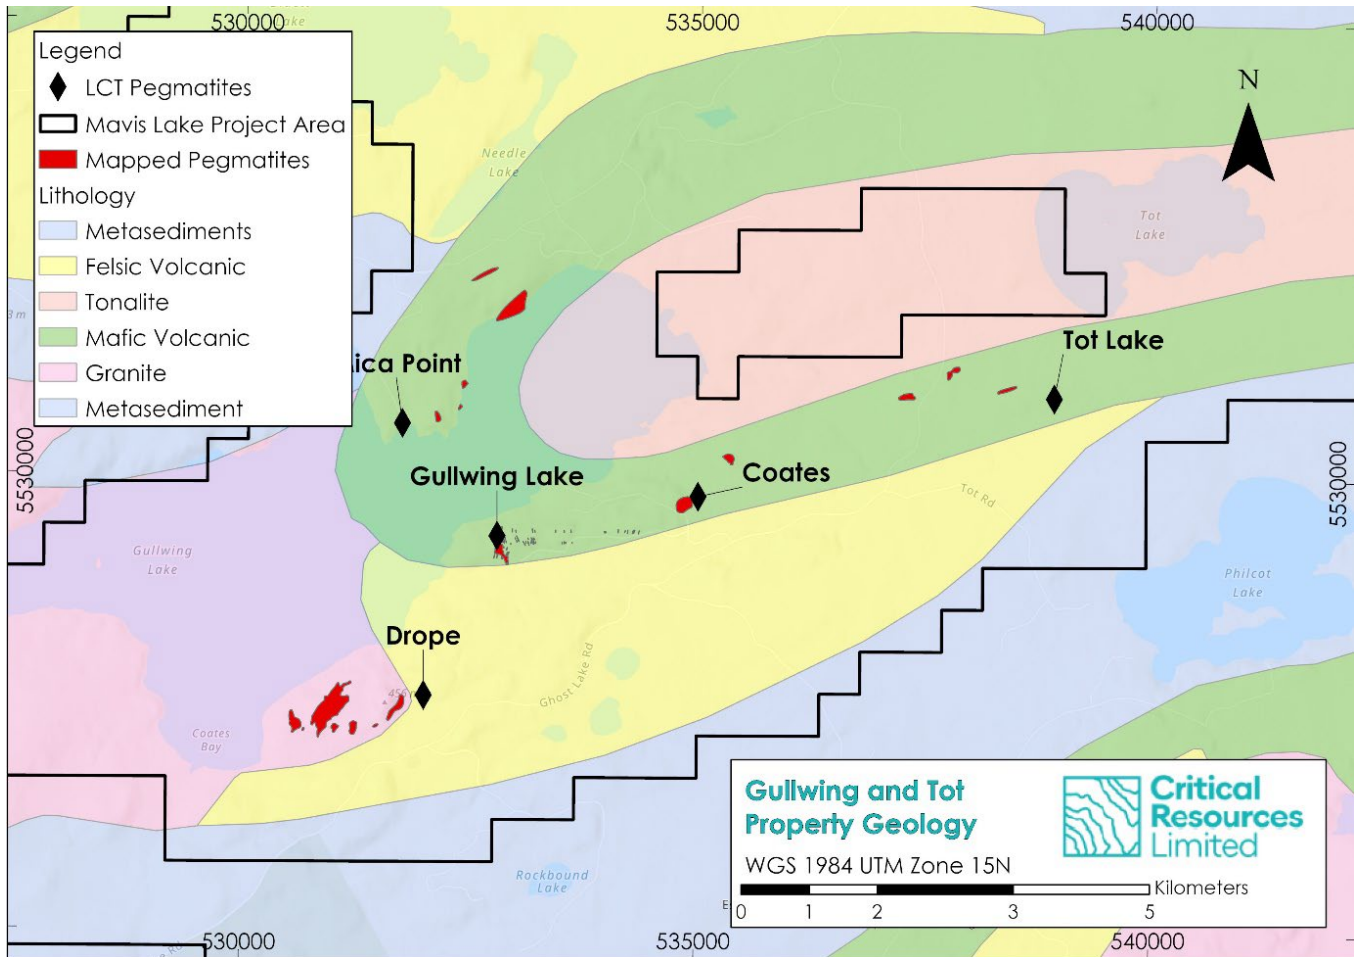 530000
535000
540000
Legend
LCT Pegmatites
Mavis Lake Project Area
Mapped Pegmatites
Lithology
Metasediments
Felsic Volcanic
Tonalite
Mafic Volcanic
Granite
Metasediment
Lake
Needle
Lake
N
Tot
Lake
3 m
ica Point
Tot Lake
Gullwing Lake
Coates
5530000
5530000
Tot Rd
Gullwing
Lake
Philcot
Lake
Drope
Ghost Lake Rd
Coates
Bay
Gullwing and Tot
Property Geology
Critical
Resources
Limited
WGS 1984 UTM Zone 15N
Kilometers
0 1 2 3 5
Rockbound
Lake
Rd
530000
535000
540000